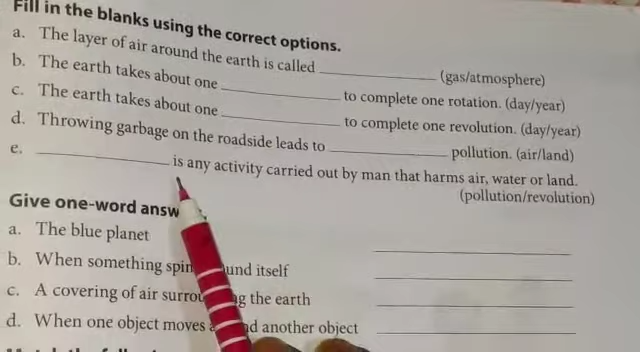 Fill in the blanks using the correct options.
a. The layer of air around the earth is called ____________ (gas/atmosphere)
b. The earth takes about one ____________ to complete one rotation. (day/year)
c. The earth takes about one ____________ to complete one revolution. (day/year)
d. Throwing garbage on the roadside leads to ____________ pollution. (air/land)
e. ____________ is any activity carried out by man that harms air, water or land.
(pollution/revolution)
Give one-word
a. The blue planet ____________
b. When something itself ____________
c. A covering of air the earth ____________
d. When one object moves another object ____________